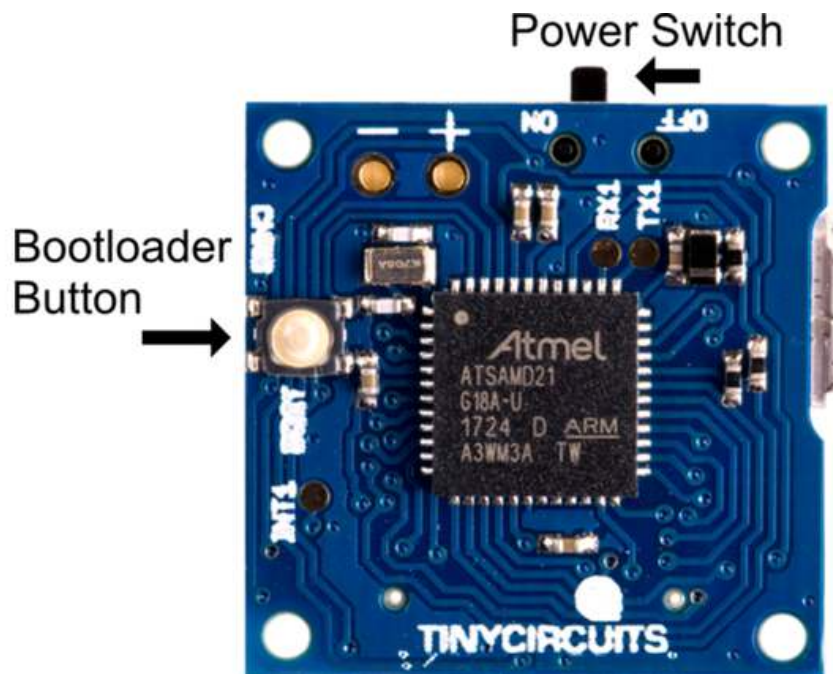 Power Switch
− +
ON
OFF
RX1
TX1
Bootloader
Button
Atmel
ATSAMD21
G18A-U
1724 D ARM
A3WM3A TW
INT1
TINYCIRCUITS